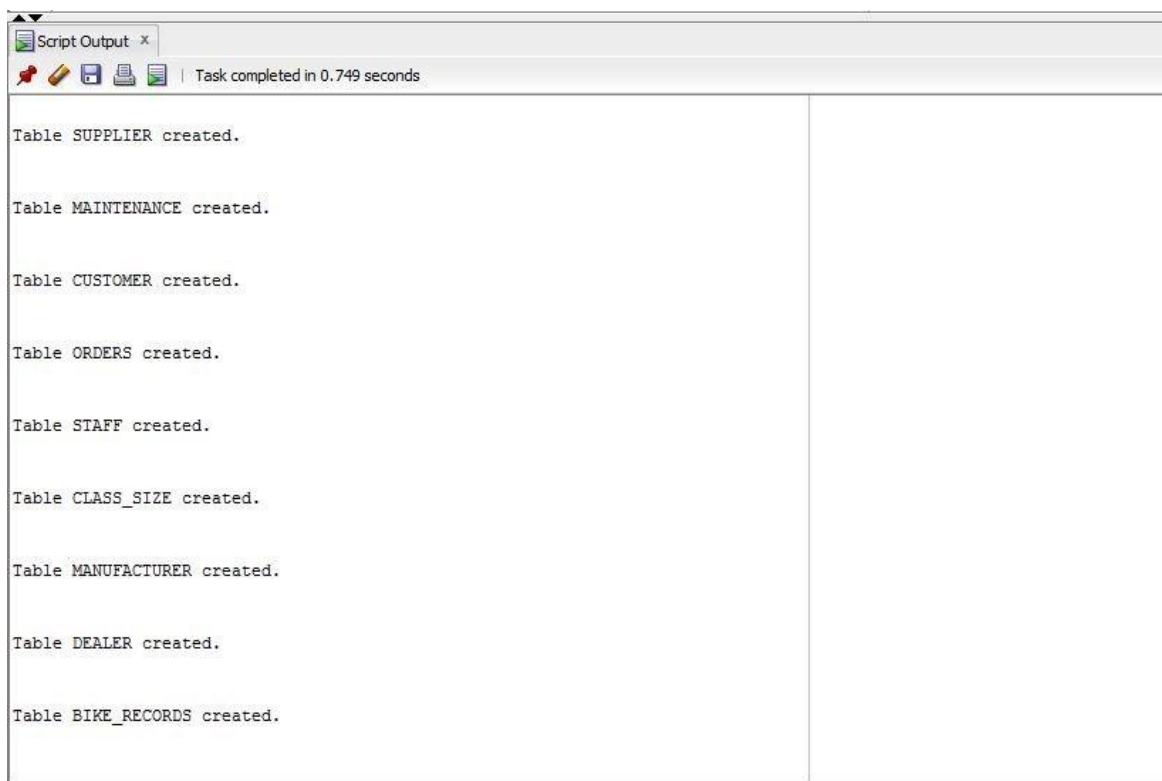 Script Output x
Task completed in 0.749 seconds
Table SUPPLIER created.
Table MAINTENANCE created.
Table CUSTOMER created.
Table ORDERS created.
Table STAFF created.
Table CLASS_SIZE created.
Table MANUFACTURER created.
Table DEALER created.
Table BIKE_RECORDS created.